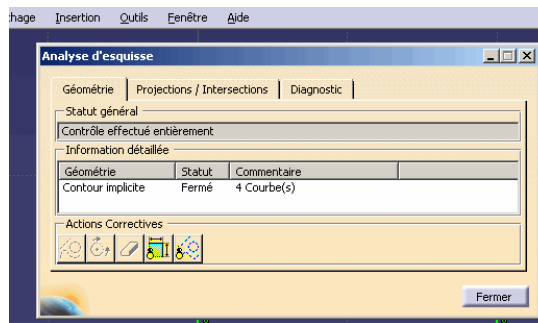 hage Insertion Outils Fenêtre Aide
Analyse d'esquisse
Géométrie Projections / Intersections Diagnostic
Statut général
Contrôle effectué entièrement
Information détaillée
Géométrie Statut Commentaire
Contour implicite Fermé 4 Courbe(s)
Actions Correctives
Fermer